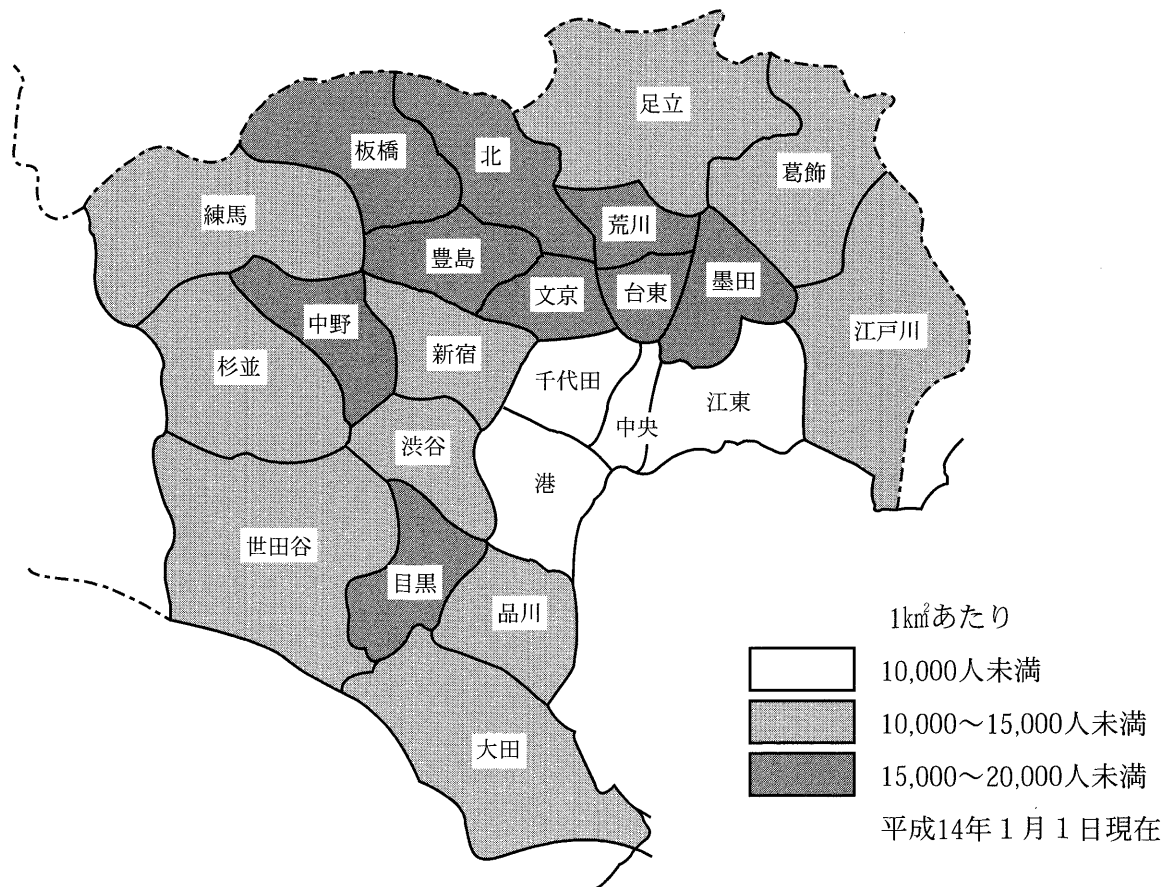 足立
板橋
北
葛飾
練馬
荒川
豊島
墨田
文京
台東
中野
江戸川
新宿
杉並
千代田
江東
中央
渋谷
港
世田谷
目黒
品川
大田
1k㎡あたり
10,000人未満
10,000〜15,000人未満
15,000〜20,000人未満
平成14年1月1日現在